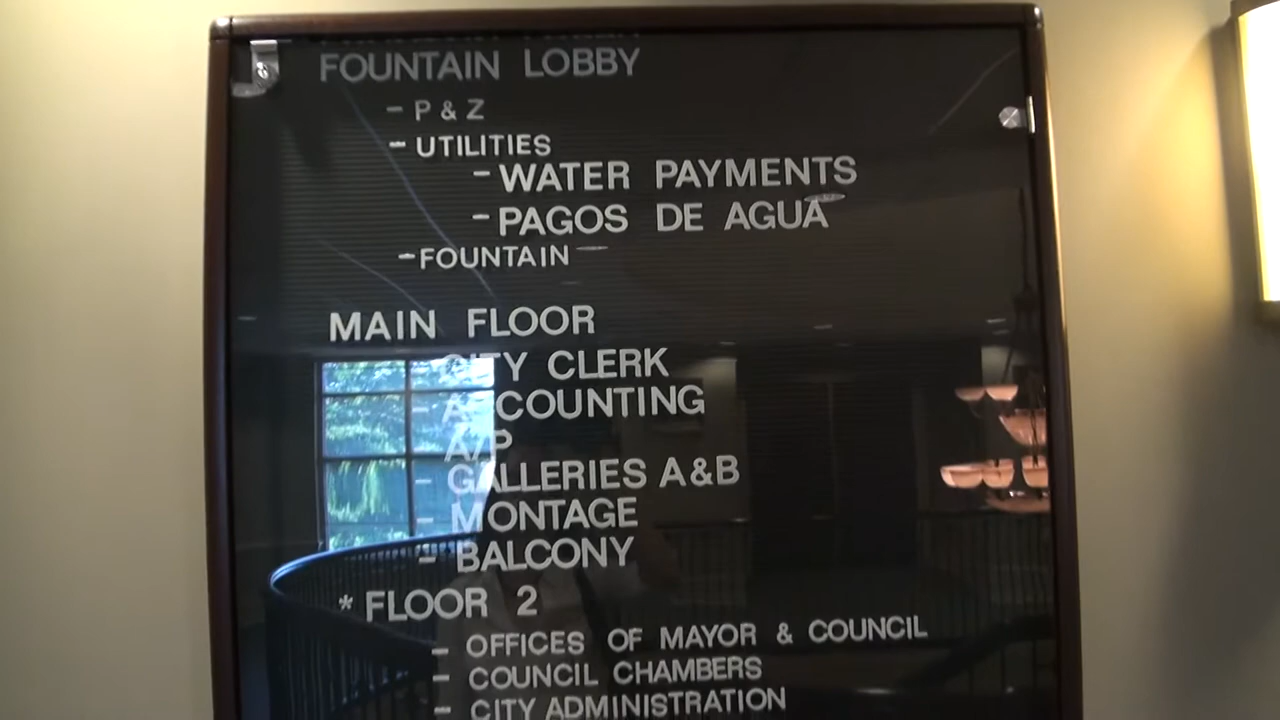 FOUNTAIN LOBBY
- P & Z
- UTILITIES
- WATER PAYMENTS
- PAGOS DE AGUA
- FOUNTAIN
MAIN FLOOR
CITY CLERK
- ACCOUNTING
A/P
- GALLERIES A & B
- MONTAGE
- BALCONY
* FLOOR 2
- OFFICES OF MAYOR & COUNCIL
- COUNCIL CHAMBERS
- CITY ADMINISTRATION